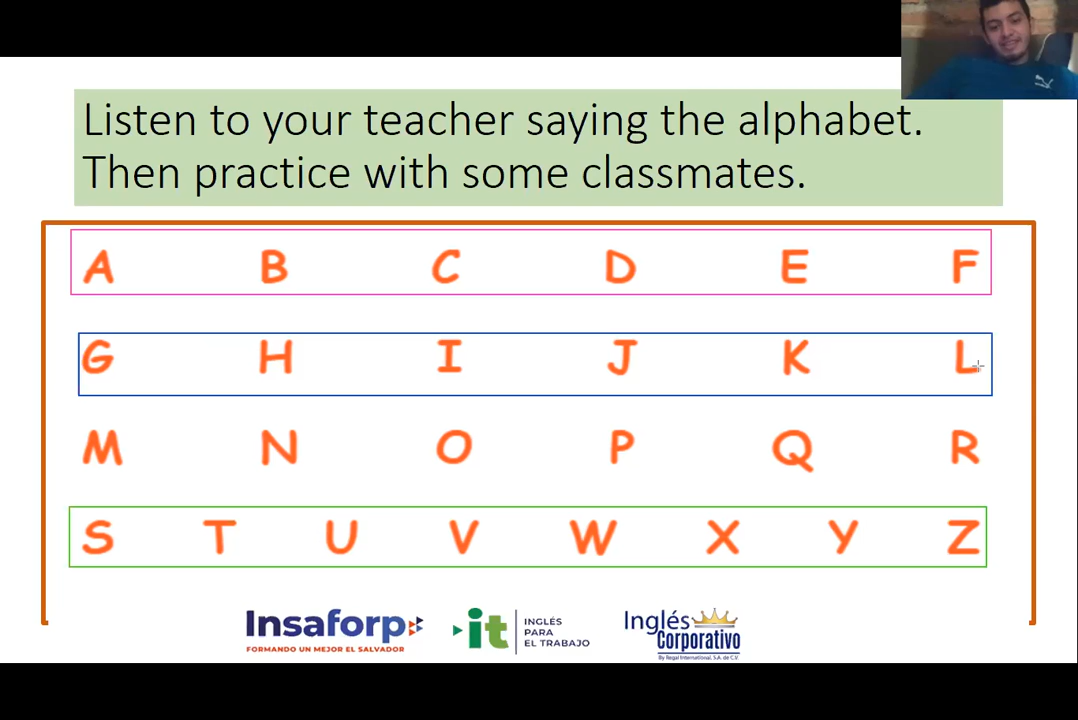 Listen to your teacher saying the alphabet.
Then practice with some classmates.
A B C D E F
G H I J K L
M N O P Q R
S T U V W X Y Z
Insaforp
FORMANDO UN MEJOR EL SALVADOR
it
INGLÉS
PARA
EL TRABAJO
Inglés
Corporativo
By Regal International, S.A. de C.V.